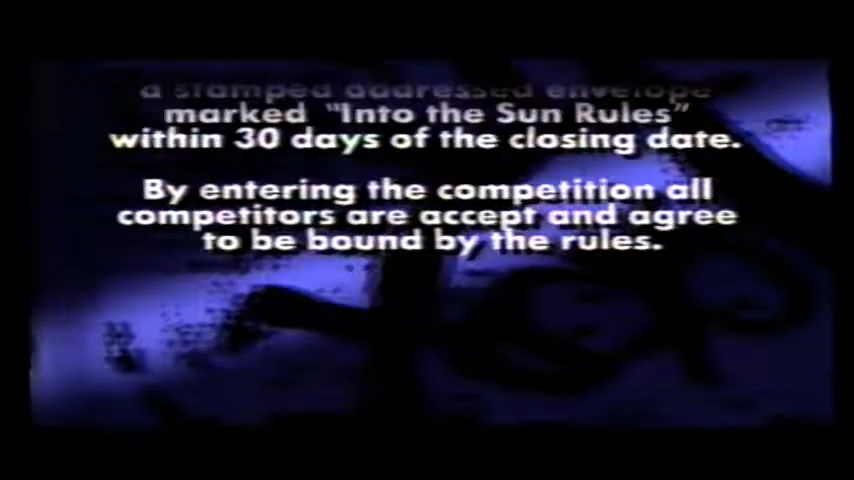 a stamped addressed envelope
marked "Into the Sun Rules"
within 30 days of the closing date.
By entering the competition all
competitors are accept and agree
to be bound by the rules.